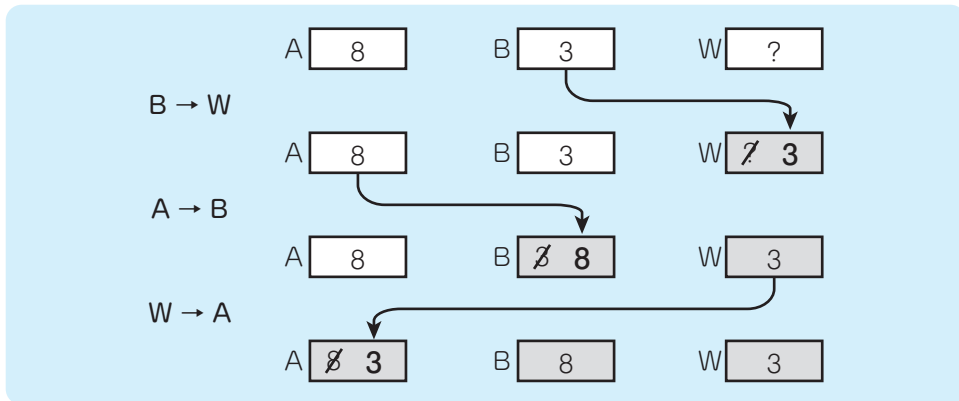 A 8 B 3 W ?
B → W
A 8 B 3 W ? 3
A → B
A 8 B 3 8 W 3
W → A
A 8 3 B 8 W 3